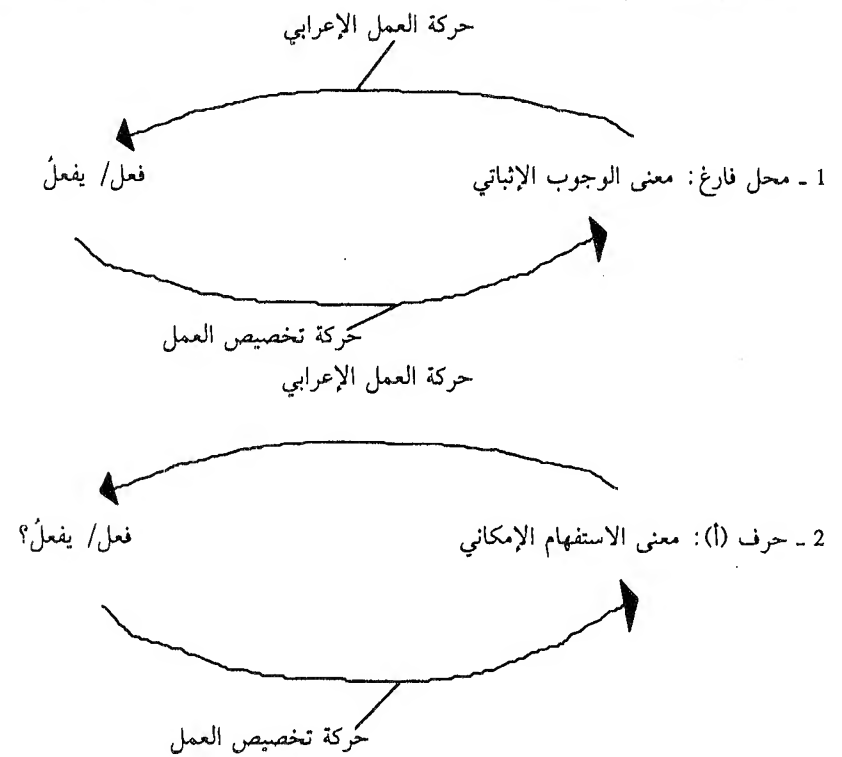 حركة العمل الإعرابي
1 ـ محل فارغ: معنى الوجوب الإثباتي
فعل/ يفعلُ
حركة تخصيص العمل
حركة العمل الإعرابي
2 ـ حرف (أ): معنى الاستفهام الإمكاني
فعل/ يفعلُ؟
حركة تخصيص العمل